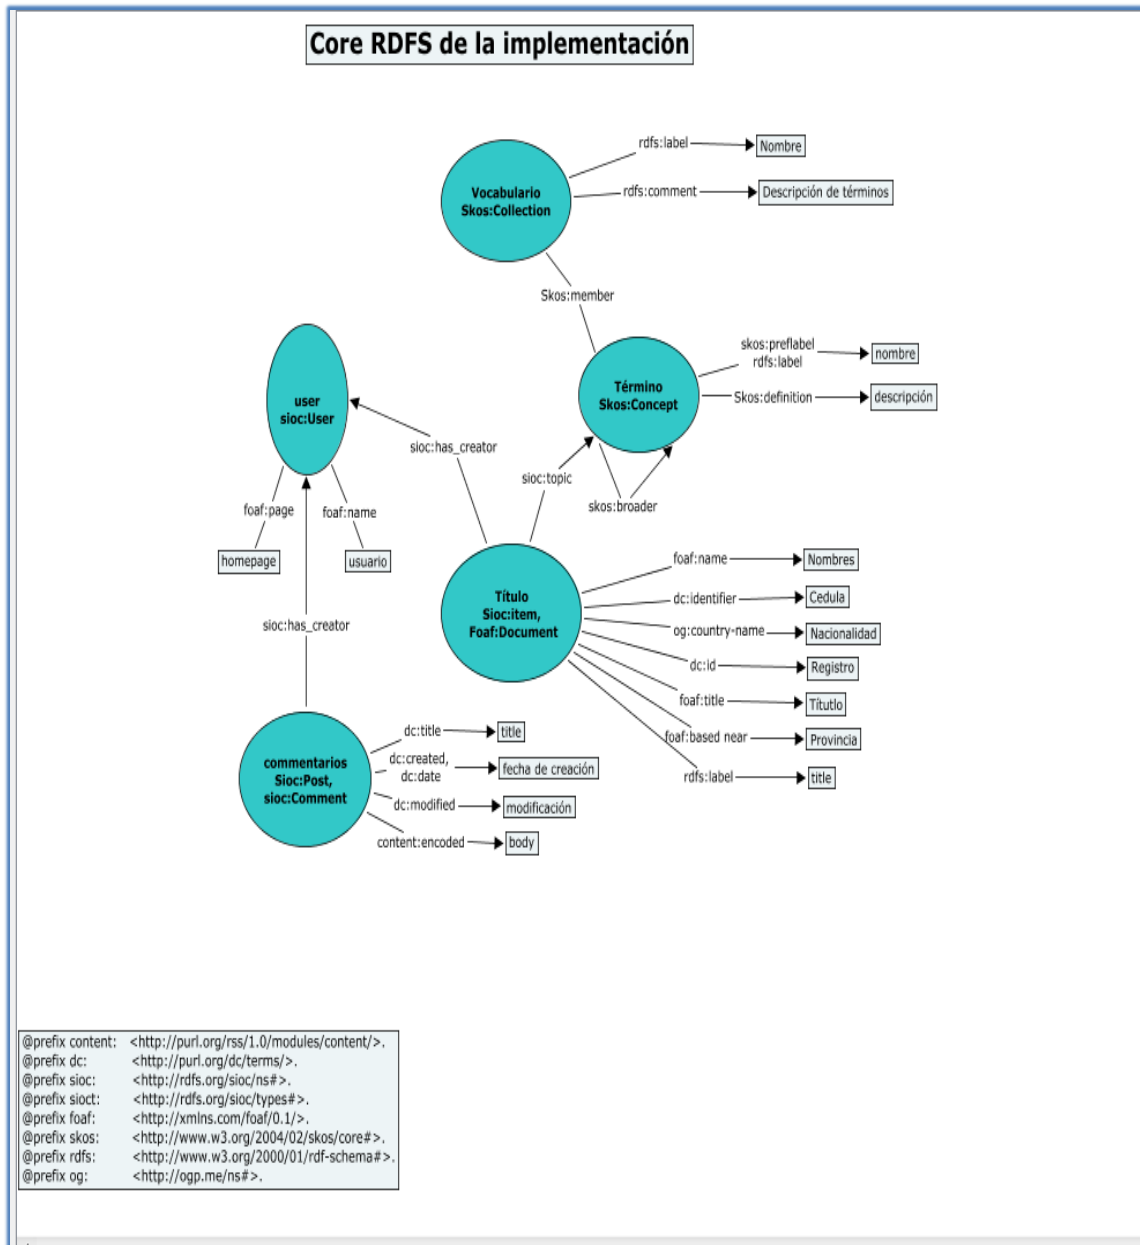 Core RDFS de la implementación
rdfs:label
Nombre
Vocabulario
Skos:Collection
rdfs:comment
Descripción de términos
Skos:member
skos:preflabel
rdfs:label
nombre
Término
Skos:Concept
Skos:definition
descripción
user
sioc:User
sioc:has_creator
sioc:topic
skos:broader
foaf:page
foaf:name
homepage
usuario
Título
Sioc:item,
Foaf:Document
foaf:name
Nombres
dc:identifier
Cedula
og:country-name
Nacionalidad
dc:id
Registro
foaf:title
Títutlo
foaf:based near
Provincia
rdfs:label
title
sioc:has_creator
commentarios
Sioc:Post,
sioc:Comment
dc:title
title
dc:created,
dc:date
fecha de creación
dc:modified
modificación
content:encoded
body
@prefix content: <http://purl.org/rss/1.0/modules/content/>.
@prefix dc: <http://purl.org/dc/terms/>.
@prefix sioc: <http://rdfs.org/sioc/ns#>.
@prefix sioct: <http://rdfs.org/sioc/types#>.
@prefix foaf: <http://xmlns.com/foaf/0.1/>.
@prefix skos: <http://www.w3.org/2004/02/skos/core#>.
@prefix rdfs: <http://www.w3.org/2000/01/rdf-schema#>.
@prefix og: <http://ogp.me/ns#>.